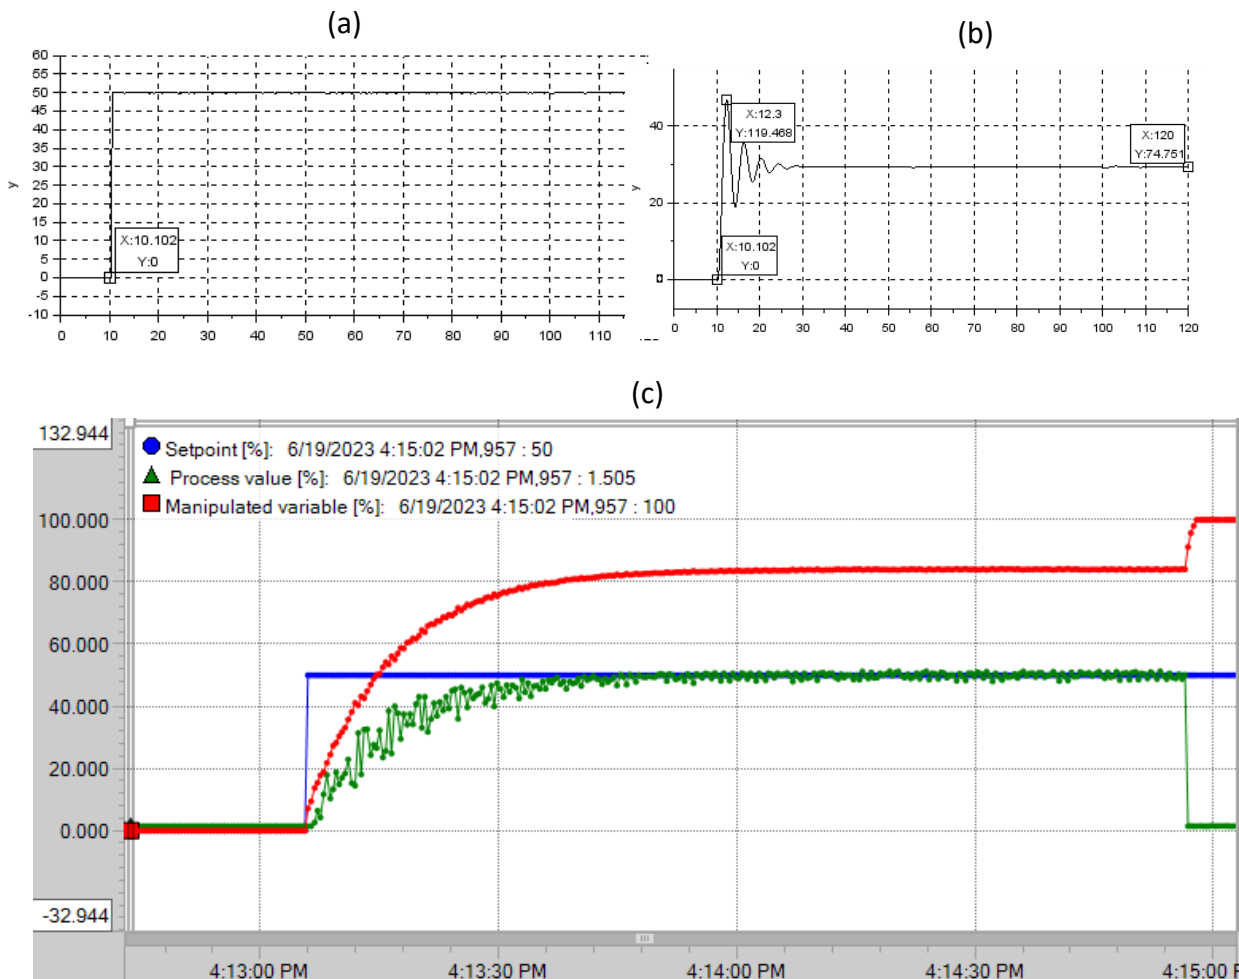 (a)
(b)
60
55
50
45
40
35
30
25
20
15
10
5
0
-5
-10
y
X:10.102
Y:0
0 10 20 30 40 50 60 70 80 90 100 110
40
20
0
y
X:12.3
Y:119.468
X:120
Y:74.751
X:10.102
Y:0
0 10 20 30 40 50 60 70 80 90 100 110 120
(c)
132.944
Setpoint [%]: 6/19/2023 4:15:02 PM,957 : 50
Process value [%]: 6/19/2023 4:15:02 PM,957 : 1.505
Manipulated variable [%]: 6/19/2023 4:15:02 PM,957 : 100
100.000
80.000
60.000
40.000
20.000
0.000
-32.944
4:13:00 PM 4:13:30 PM 4:14:00 PM 4:14:30 PM 4:15:00